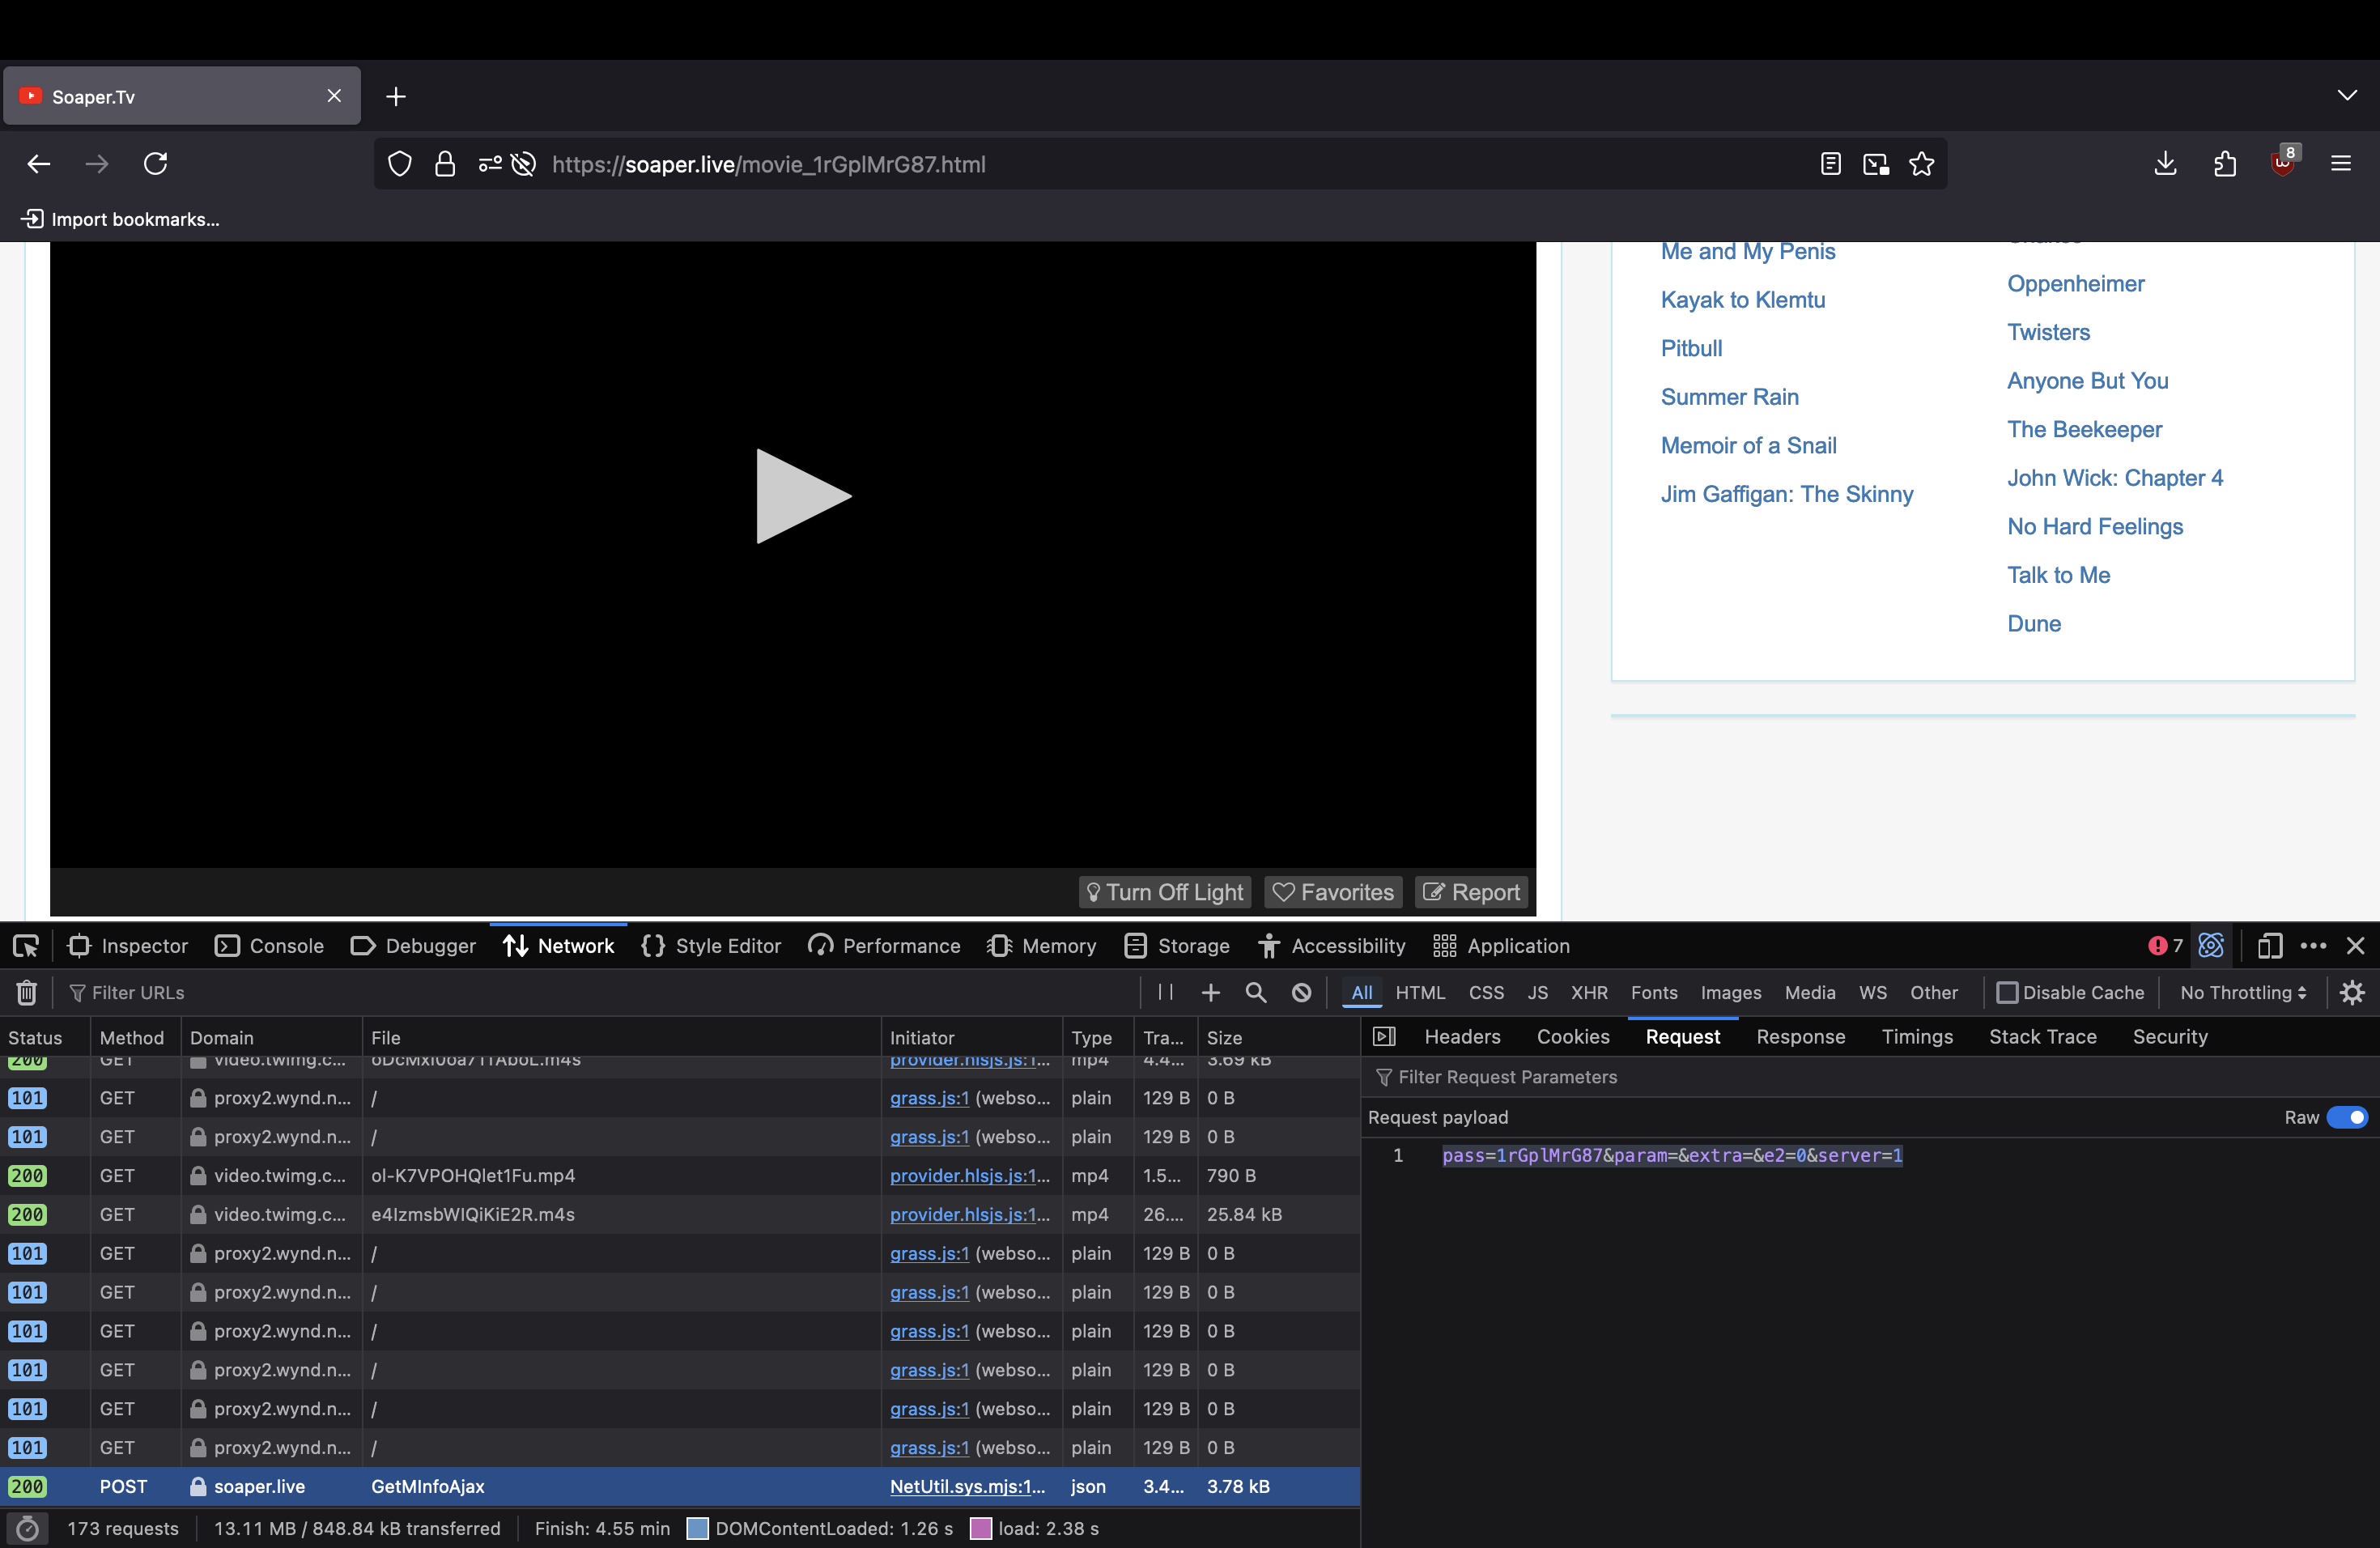 Soaper.Tv
https://soaper.live/movie_1rGplMrG87.html
8
Import bookmarks...
Me and My Penis
Kayak to Klemtu
Pitbull
Summer Rain
Memoir of a Snail
Jim Gaffigan: The Skinny
Oppenheimer
Twisters
Anyone But You
The Beekeeper
John Wick: Chapter 4
No Hard Feelings
Talk to Me
Dune
Turn Off Light Favorites Report
Inspector Console Debugger Network Style Editor Performance Memory Storage Accessibility Application 7
Filter URLs All HTML CSS JS XHR Fonts Images Media WS Other Disable Cache No Throttling
Status Method Domain File Initiator Type Tra... Size
200 GET video.twimg.c... provider.hlsjs.js:1... mp4 4.4... 3.69 kB
101 GET proxy2.wynd.n... / grass.js:1 (webso... plain 129 B 0 B
101 GET proxy2.wynd.n... / grass.js:1 (webso... plain 129 B 0 B
200 GET video.twimg.c... ol-K7VPOHQlet1Fu.mp4 provider.hlsjs.js:1... mp4 1.5... 790 B
200 GET video.twimg.c... e4IzmsbWIQiKiE2R.m4s provider.hlsjs.js:1... mp4 26.... 25.84 kB
101 GET proxy2.wynd.n... / grass.js:1 (webso... plain 129 B 0 B
101 GET proxy2.wynd.n... / grass.js:1 (webso... plain 129 B 0 B
101 GET proxy2.wynd.n... / grass.js:1 (webso... plain 129 B 0 B
101 GET proxy2.wynd.n... / grass.js:1 (webso... plain 129 B 0 B
101 GET proxy2.wynd.n... / grass.js:1 (webso... plain 129 B 0 B
101 GET proxy2.wynd.n... / grass.js:1 (webso... plain 129 B 0 B
200 POST soaper.live GetMInfoAjax NetUtil.sys.mjs:1... json 3.4... 3.78 kB
173 requests 13.11 MB / 848.84 kB transferred Finish: 4.55 min DOMContentLoaded: 1.26 s load: 2.38 s
Headers Cookies Request Response Timings Stack Trace Security
Filter Request Parameters
Request payload Raw
1 pass=1rGplMrG87&param=&extra=&e2=0&server=1